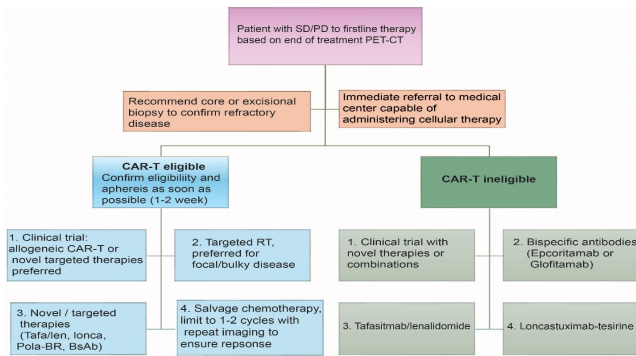 Patient with SD/PD to firstline therapy
based on end of treatment PET-CT
Recommend core or excisional
biopsy to confirm refractory
disease
Immediate referral to medical
center capable of
administering cellular therapy
CAR-T eligible
Confirm eligibiliity and
aphereis as soon as
possible (1-2 week)
CAR-T ineligible
1. Clinical trial:
allogeneic CAR-T or
novel targeted therapies
preferred
2. Targeted RT,
preferred for
focal/bulky disease
1. Clinical trial with
novel therapies or
combinations
2. Bispecific antibodies
(Epcoritamab or
Glofitamab)
3. Novel / targeted
therapies
(Tafa/len, lonca,
Pola-BR, BsAb)
4. Salvage chemotherapy,
limit to 1-2 cycles with
repeat imaging to
ensure repsonse
3. Tafasitmab/lenalidomide
4. Loncastuximab-tesirine